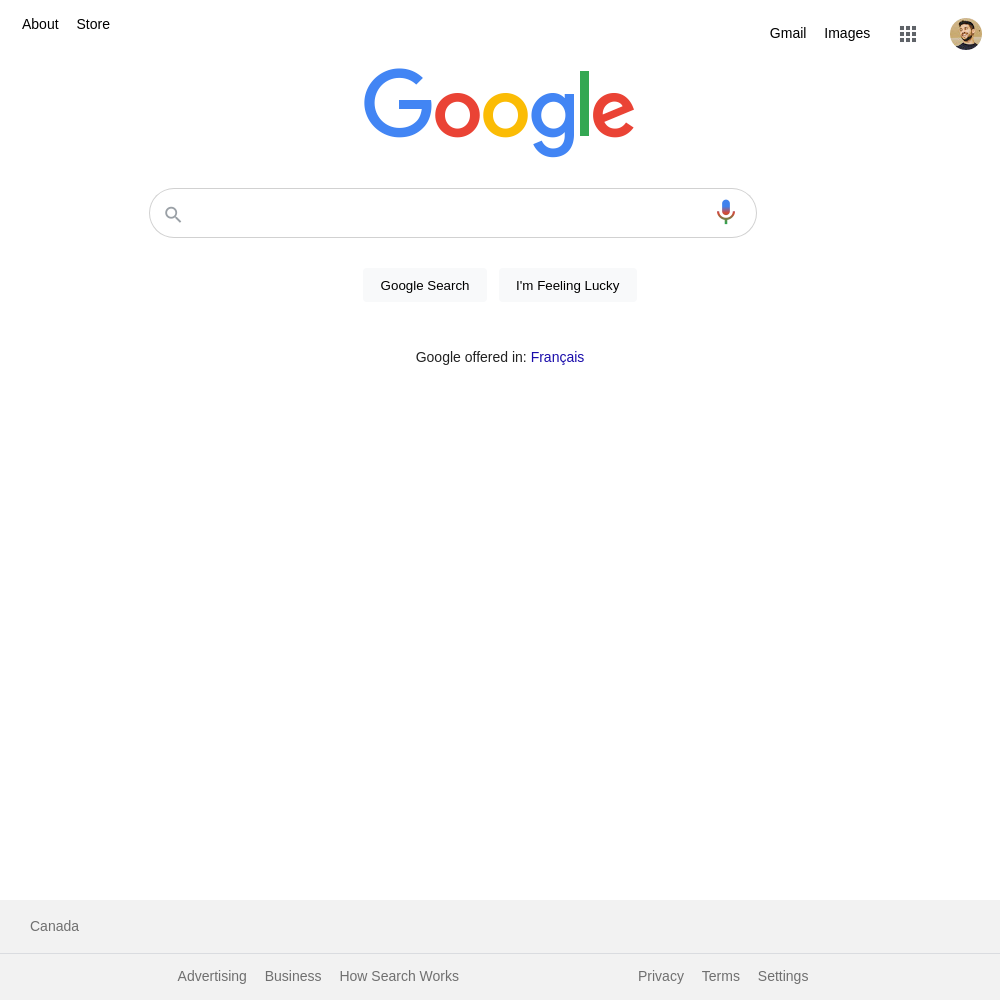 About Store
Gmail Images
Google
Google Search I'm Feeling Lucky
Google offered in: Français
Canada
Advertising Business How Search Works Privacy Terms Settings